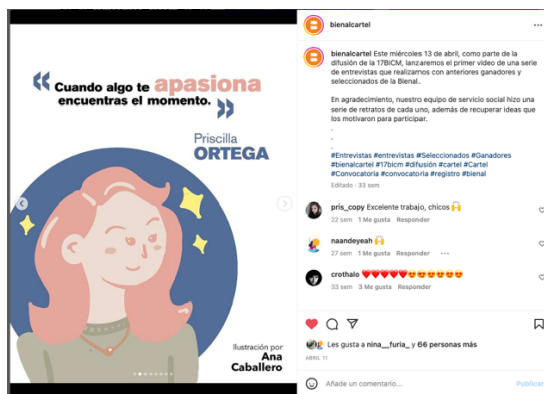 « Cuando algo te apasiona
encuentras el momento. »
Priscilla
ORTEGA
Ilustración por
Ana
Caballero
bienalcartel
bienalcartel Este miércoles 13 de abril, como parte de la
difusión de la 17BICM, lanzaremos el primer video de una serie
de entrevistas que realizamos con anteriores ganadores y
seleccionados de la Bienal..
En agradecimiento, nuestro equipo de servicio social hizo una
serie de retratos de cada uno, además de recuperar ideas que
los motivaron para participar.
.
.
.
#Entrevistas #entrevistas #Seleccionados #Ganadores
#bienalcartel #17bicm #difusión #cartel #Cartel
#Convocatoria #convocatoria #registro #bienal
Editado · 33 sem
pris_copy Excelente trabajo, chicos 🙌
22 sem 1 Me gusta Responder
naandeyeah 🙌
27 sem 1 Me gusta Responder ...
crothalo ❤️❤️❤️❤️❤️😍😍😍😍😍😍
33 sem 3 Me gusta Responder
Les gusta a nina__furia_ y 66 personas más
ABRIL 11
Añade un comentario...
Publicar